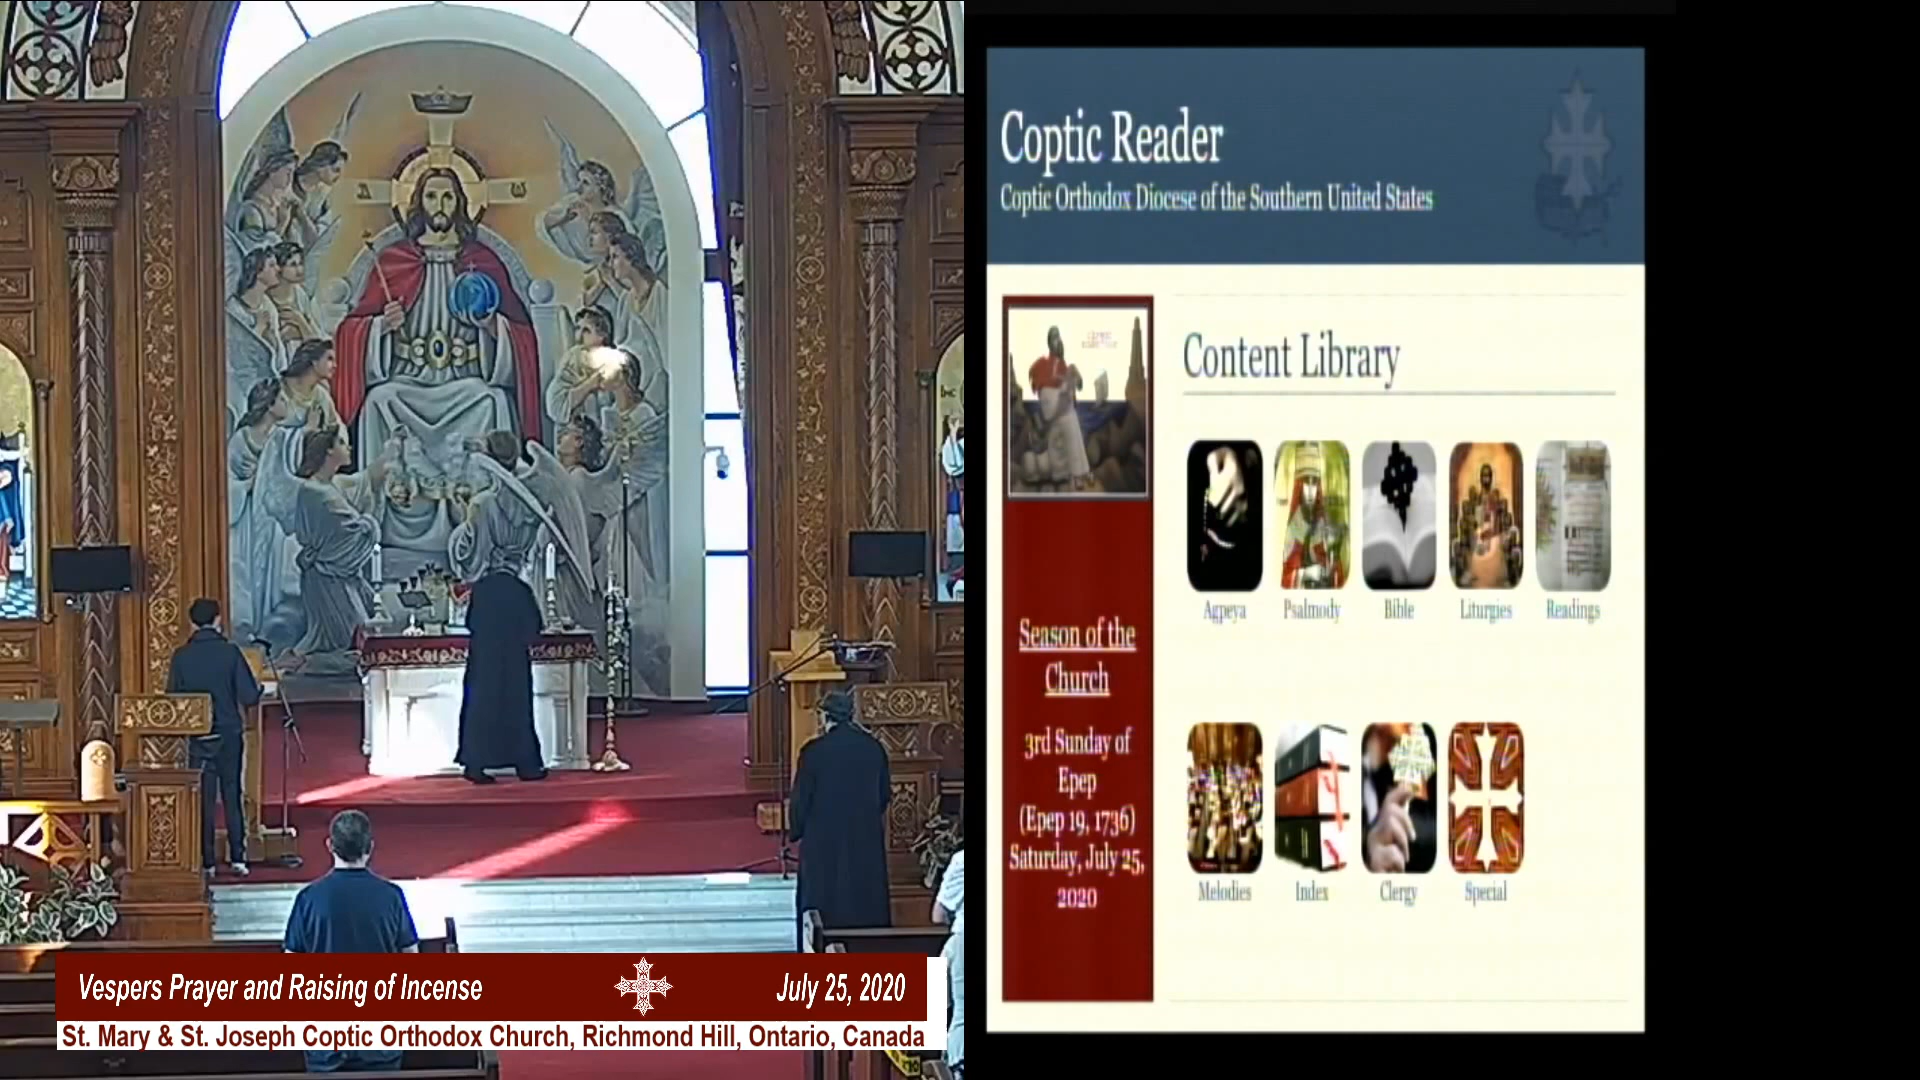 Vespers Prayer and Raising of Incense
July 25, 2020
St. Mary & St. Joseph Coptic Orthodox Church, Richmond Hill, Ontario, Canada
Coptic Reader
Coptic Orthodox Diocese of the Southern United States
Season of the
Church
3rd Sunday of
Epep
(Epep 19, 1736)
Saturday, July 25,
2020
Content Library
Agpeya
Psalmody
Bible
Liturgies
Readings
Melodies
Index
Clergy
Special